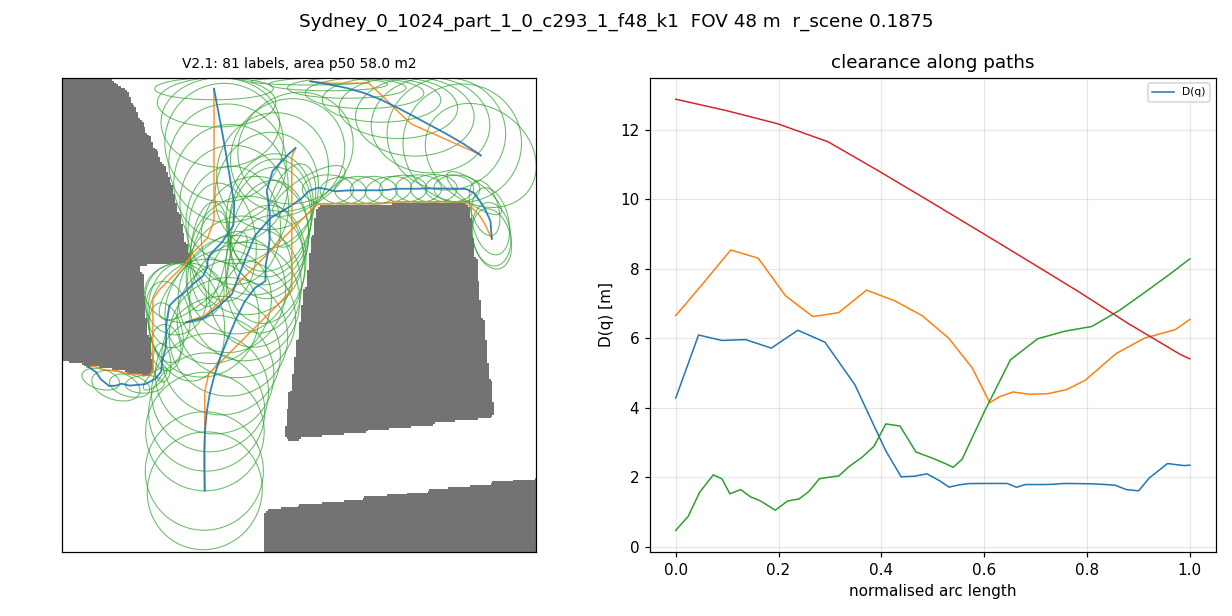 Sydney_0_1024_part_1_0_c293_1_f48_k1 FOV 48 m r_scene 0.1875
V2.1: 81 labels, area p50 58.0 m2
clearance along paths
D(q)
12
10
8
6
4
2
0
D(q) [m]
0.0 0.2 0.4 0.6 0.8 1.0
normalised arc length